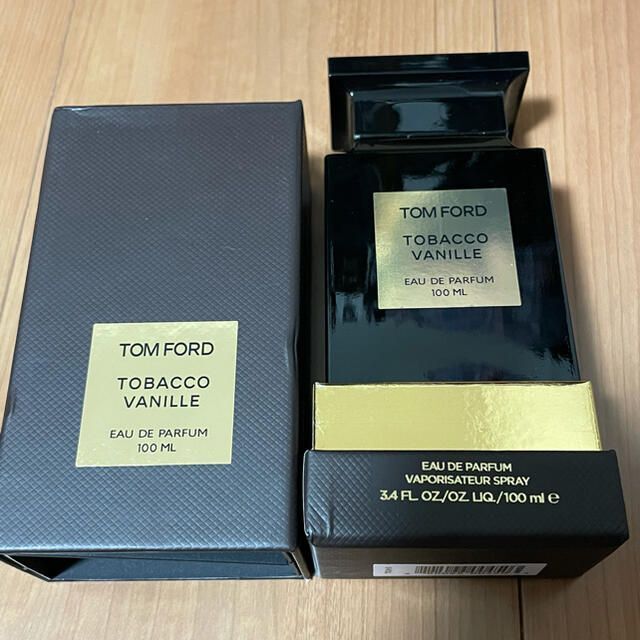 TOM FORD
TOBACCO
VANILLE
EAU DE PARFUM
100 ML
TOM FORD
TOBACCO
VANILLE
EAU DE PARFUM
100 ML
EAU DE PARFUM
VAPORISATEUR SPRAY
3.4 FL. OZ./OZ. LIQ./100 ml ℮